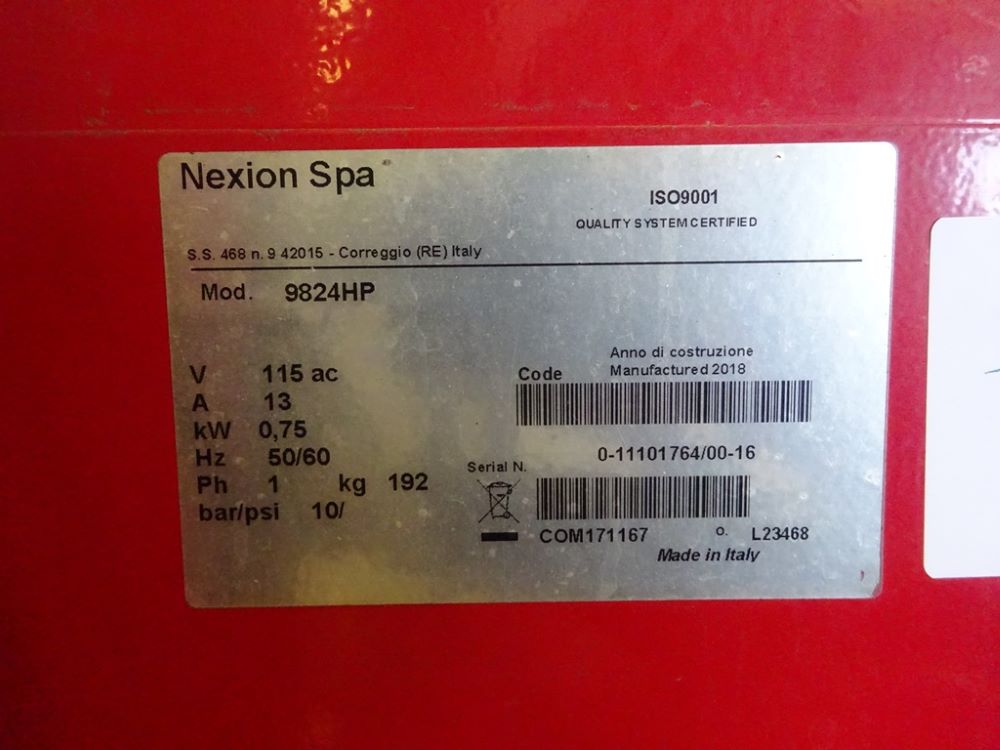 Nexion Spa
ISO9001
QUALITY SYSTEM CERTIFIED
S.S. 468 n. 9 42015 - Correggio (RE) Italy
Mod. 9824HP
V 115 ac
A 13
kW 0,75
Hz 50/60
Ph 1 kg 192
bar/psi 10/
Anno di costruzione
Code Manufactured 2018
0-11101764/00-16
Serial N.
COM171167 o. L23468
Made in Italy